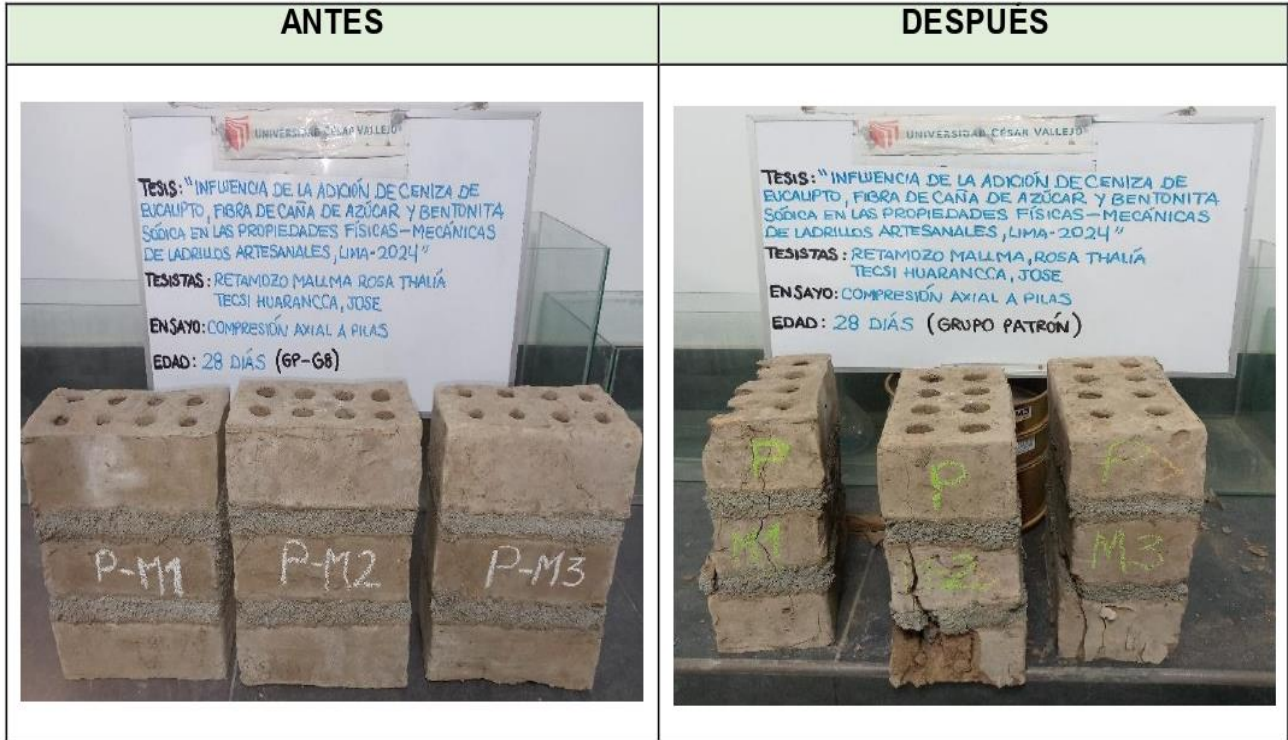 ANTES
DESPUÉS
UNIVERSIDAD CÉSAR VALLEJO
TESIS: "INFLUENCIA DE LA ADICIÓN DE CENIZA DE
EUCALIPTO, FIBRA DE CAÑA DE AZÚCAR Y BENTONITA
SÓDICA EN LAS PROPIEDADES FÍSICAS-MECÁNICAS
DE LADRILLOS ARTESANALES, LIMA-2024"
TESISTAS: RETAMOZO MALLMA ROSA THALÍA
TECSI HUARANCCA, JOSE
ENSAYO: COMPRESIÓN AXIAL A PILAS
EDAD: 28 DIÁS (GP-G8)
P-M1
P-M2
P-M3
UNIVERSIDAD CÉSAR VALLEJO
TESIS: "INFLUENCIA DE LA ADICIÓN DE CENIZA DE
EUCALIPTO, FIBRA DE CAÑA DE AZÚCAR Y BENTONITA
SÓDICA EN LAS PROPIEDADES FÍSICAS-MECÁNICAS
DE LADRILLOS ARTESANALES, LIMA-2024"
TESISTAS: RETAMOZO MALLMA, ROSA THALÍA
TECSI HUARANCCA, JOSE
ENSAYO: COMPRESIÓN AXIAL A PILAS
EDAD: 28 DIÁS (GRUPO PATRÓN)
P
M1
P
M2
P
M3